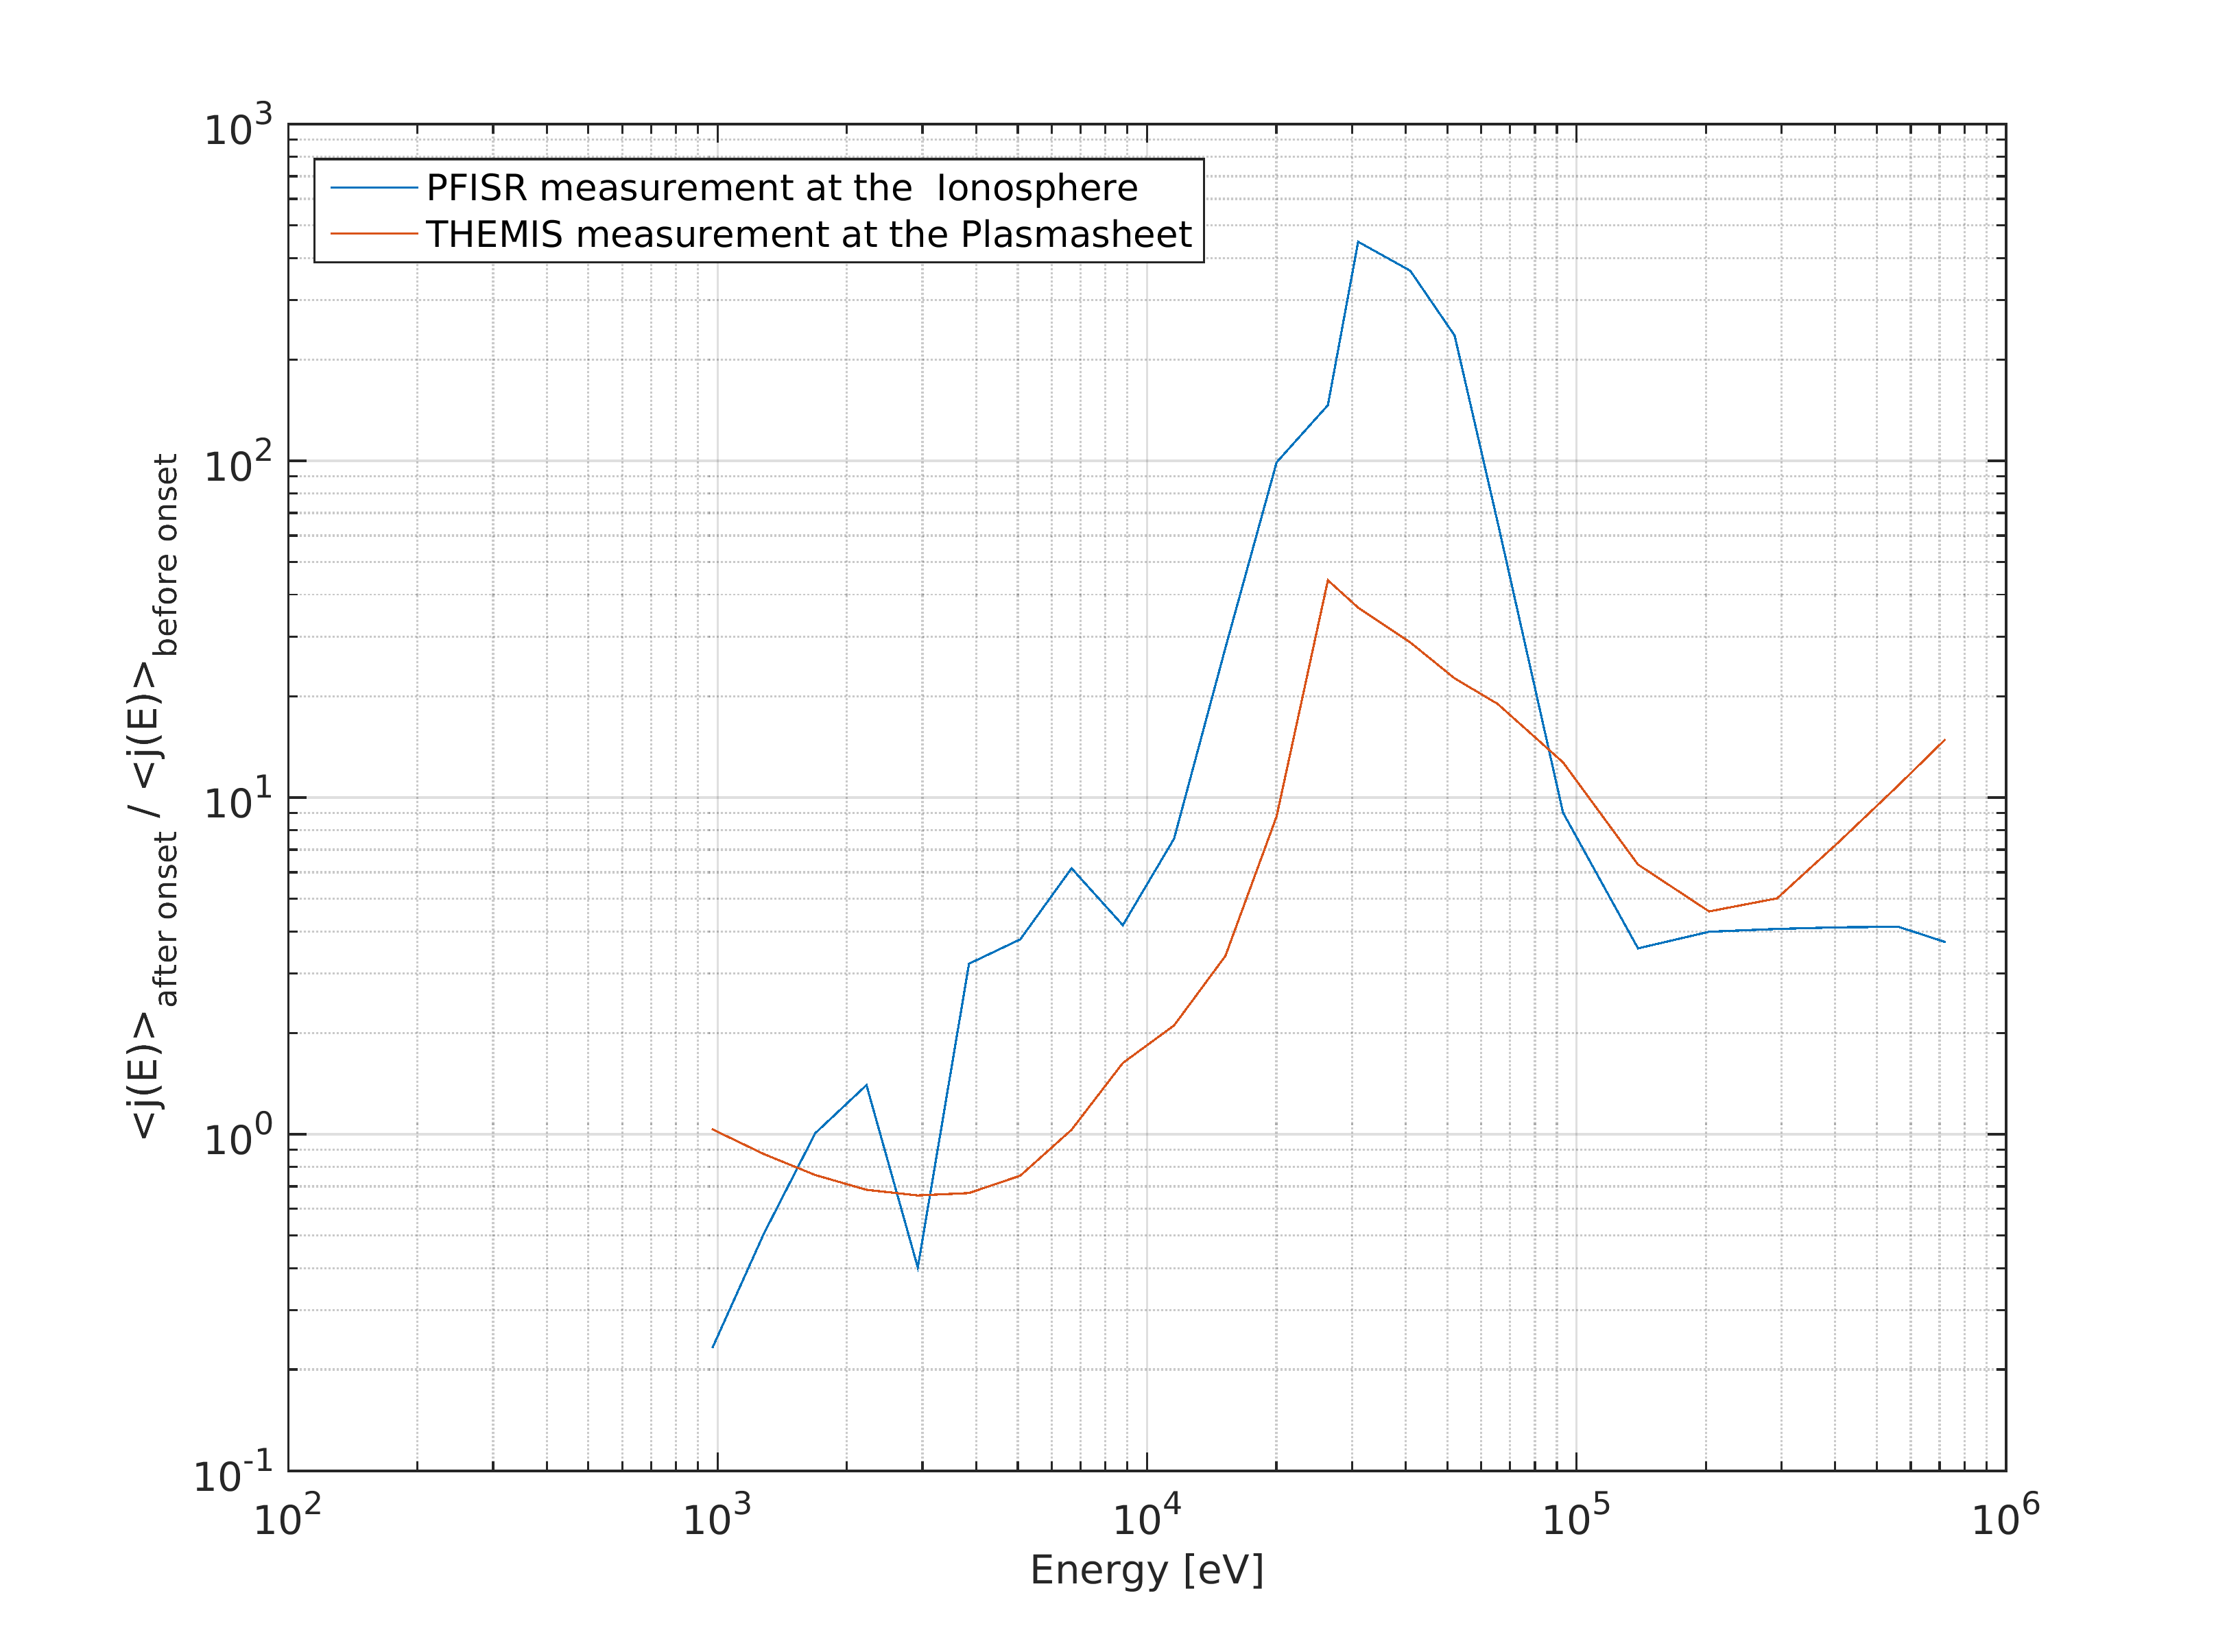 10^3
10^2
10^1
10^0
10^-1
<j(E)>after onset / <j(E)>before onset
PFISR measurement at the  Ionosphere
THEMIS measurement at the Plasmasheet
10^2 10^3 10^4 10^5 10^6
Energy [eV]